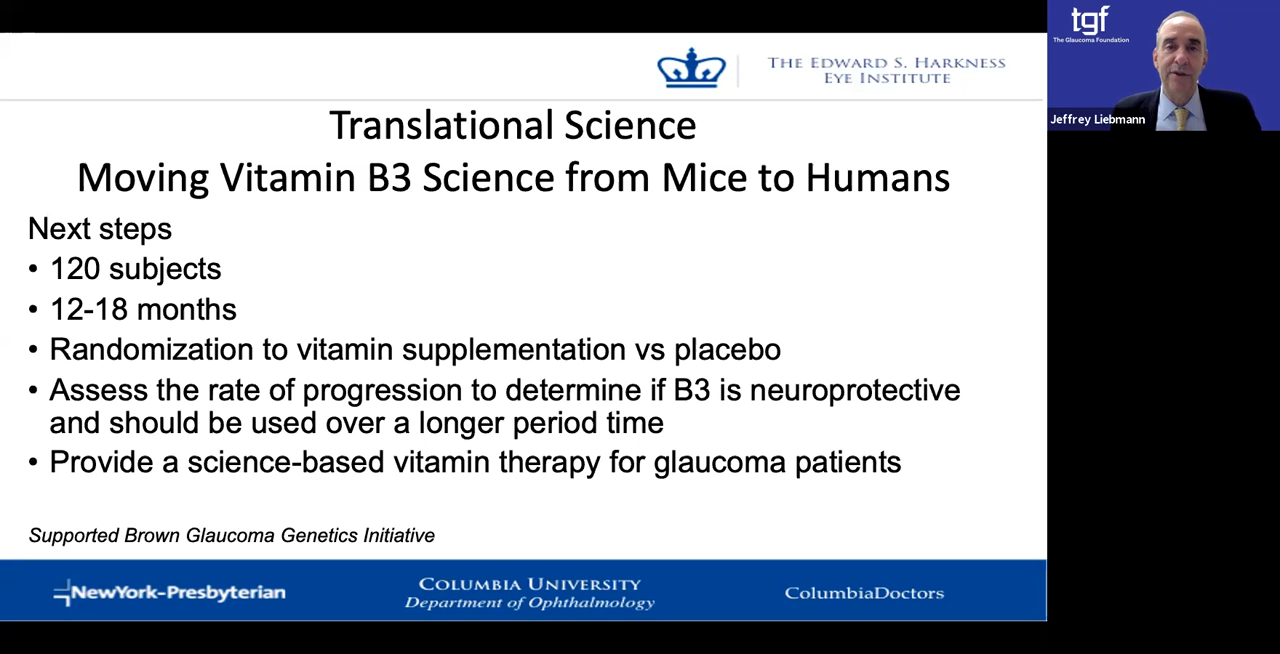 tgf
The Glaucoma Foundation
Jeffrey Liebmann
THE EDWARD S. HARKNESS
EYE INSTITUTE
Translational Science
Moving Vitamin B3 Science from Mice to Humans
Next steps
• 120 subjects
• 12-18 months
• Randomization to vitamin supplementation vs placebo
• Assess the rate of progression to determine if B3 is neuroprotective
and should be used over a longer period time
• Provide a science-based vitamin therapy for glaucoma patients
Supported Brown Glaucoma Genetics Initiative
NewYork-Presbyterian
COLUMBIA UNIVERSITY
Department of Ophthalmology
ColumbiaDoctors